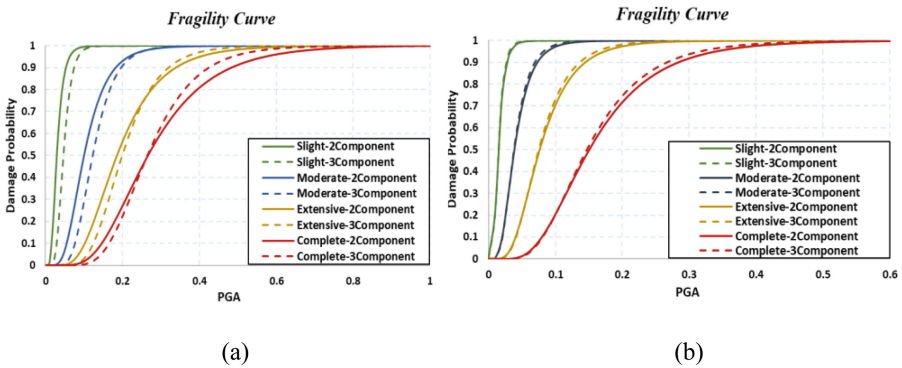 Fragility Curve
Damage Probability
1
0.9
0.8
0.7
0.6
0.5
0.4
0.3
0.2
0.1
0
0
0.2
0.4
0.6
0.8
1
PGA
Slight-2Component
Slight-3Component
Moderate-2Component
Moderate-3Component
Extensive-2Component
Extensive-3Component
Complete-2Component
Complete-3Component
(a)
Fragility Curve
Damage Probability
1
0.9
0.8
0.7
0.6
0.5
0.4
0.3
0.2
0.1
0
0
0.1
0.2
0.3
0.4
0.5
0.6
PGA
Slight-2Component
Slight-3Component
Moderate-2Component
Moderate-3Component
Extensive-2Component
Extensive-3Component
Complete-2Component
Complete-3Component
(b)